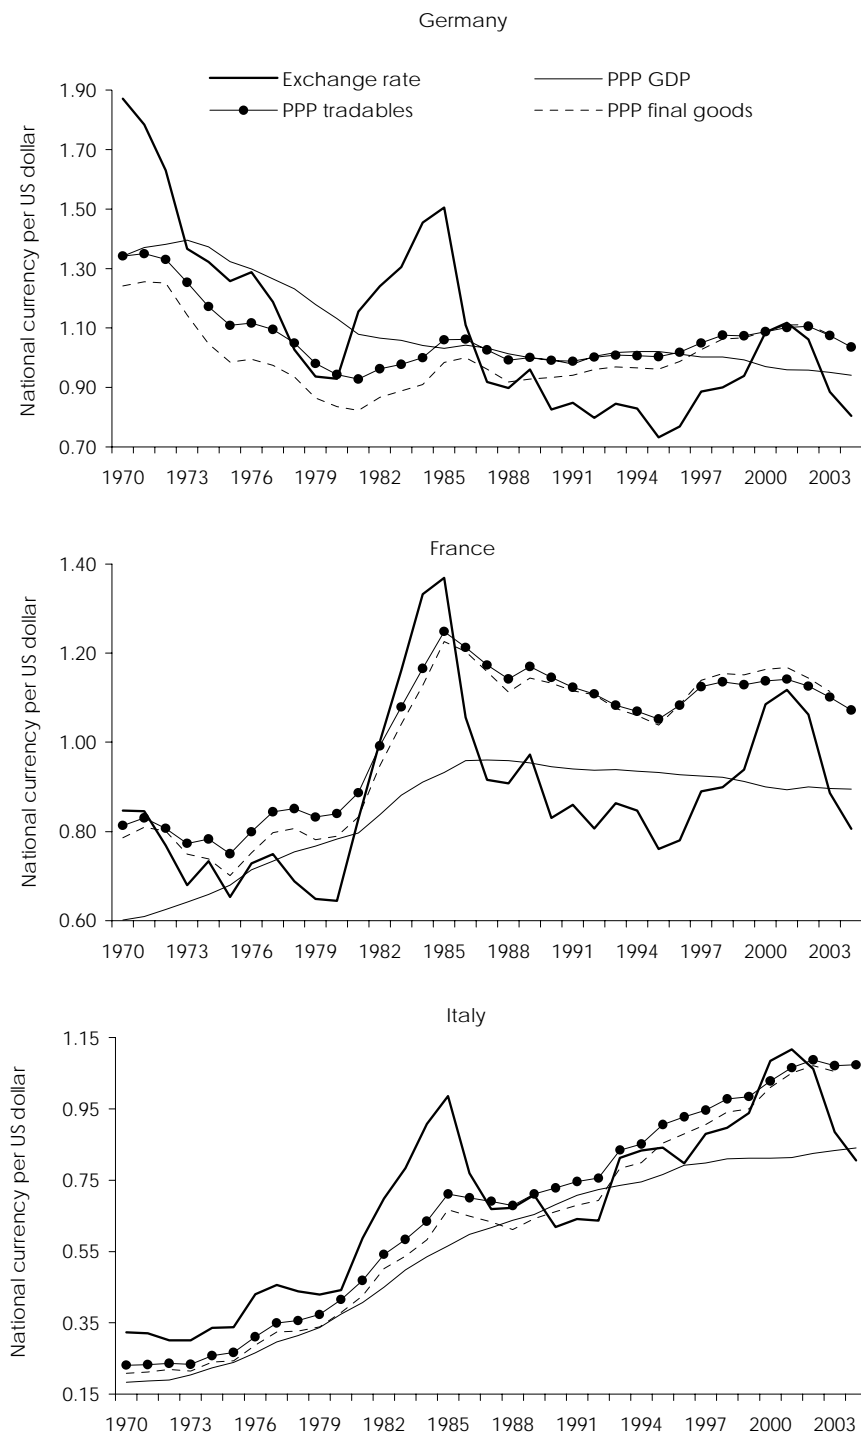 Germany
Exchange rate PPP GDP
PPP tradables PPP final goods
National currency per US dollar
1.90
1.70
1.50
1.30
1.10
0.90
0.70
1970 1973 1976 1979 1982 1985 1988 1991 1994 1997 2000 2003
France
National currency per US dollar
1.40
1.20
1.00
0.80
0.60
1970 1973 1976 1979 1982 1985 1988 1991 1994 1997 2000 2003
Italy
National currency per US dollar
1.15
0.95
0.75
0.55
0.35
0.15
1970 1973 1976 1979 1982 1985 1988 1991 1994 1997 2000 2003